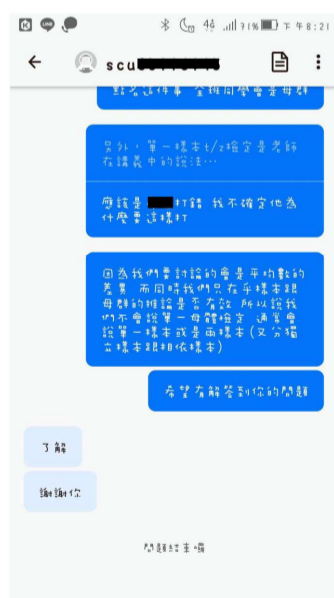 71% 下午8:21
scu
點名這件事 全班同學會是母群
另外,單一樣本t/z檢定是老師
在講義中的說法…
應該是 打錯 我不確定他為
什麼要這樣打
因為我們要討論的會是平均數的
差異 而同時我們只在乎樣本跟
母群的推論是否有效 所以說我
們不會說單一母體檢定 通常會
說單一樣本或是兩樣本(又分獨
立樣本跟相依樣本)
希望有解答到你的問題
了解
謝謝你
問題結束囉